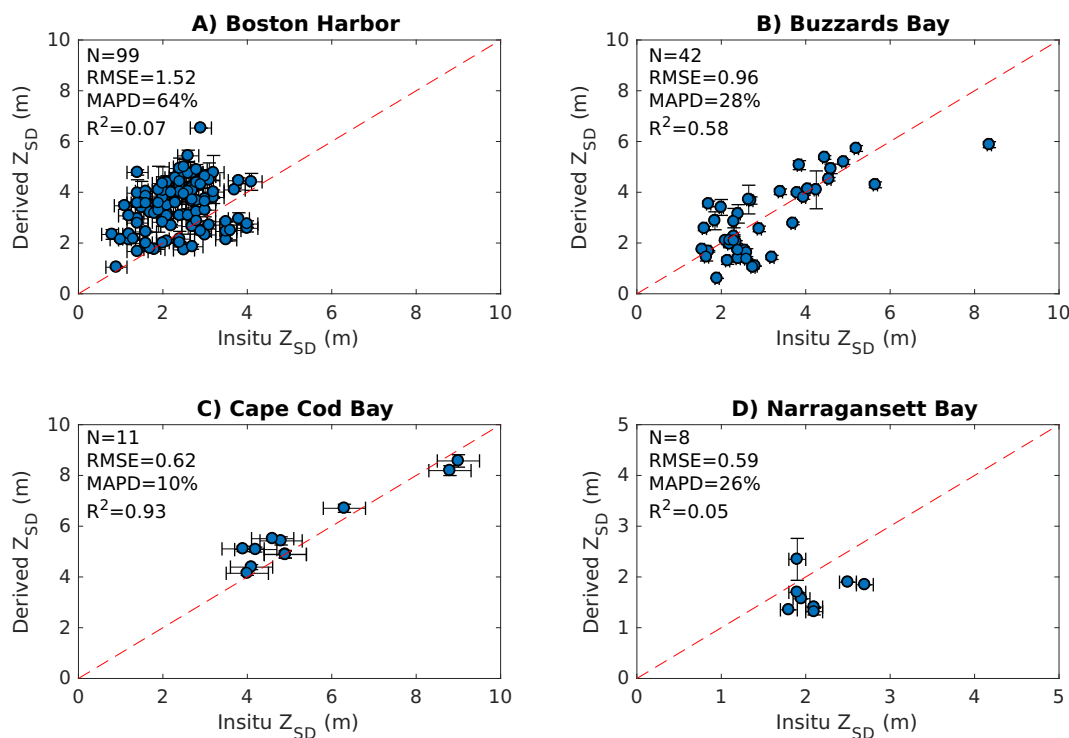 A) Boston Harbor
N=99
RMSE=1.52
MAPD=64%
R²=0.07
Derived Z_SD (m)
10
8
6
4
2
0
0 2 4 6 8 10
Insitu Z_SD (m)
B) Buzzards Bay
N=42
RMSE=0.96
MAPD=28%
R²=0.58
Derived Z_SD (m)
10
8
6
4
2
0
0 2 4 6 8 10
Insitu Z_SD (m)
C) Cape Cod Bay
N=11
RMSE=0.62
MAPD=10%
R²=0.93
Derived Z_SD (m)
10
8
6
4
2
0
0 2 4 6 8 10
Insitu Z_SD (m)
D) Narragansett Bay
N=8
RMSE=0.59
MAPD=26%
R²=0.05
Derived Z_SD (m)
5
4
3
2
1
0
0 1 2 3 4 5
Insitu Z_SD (m)